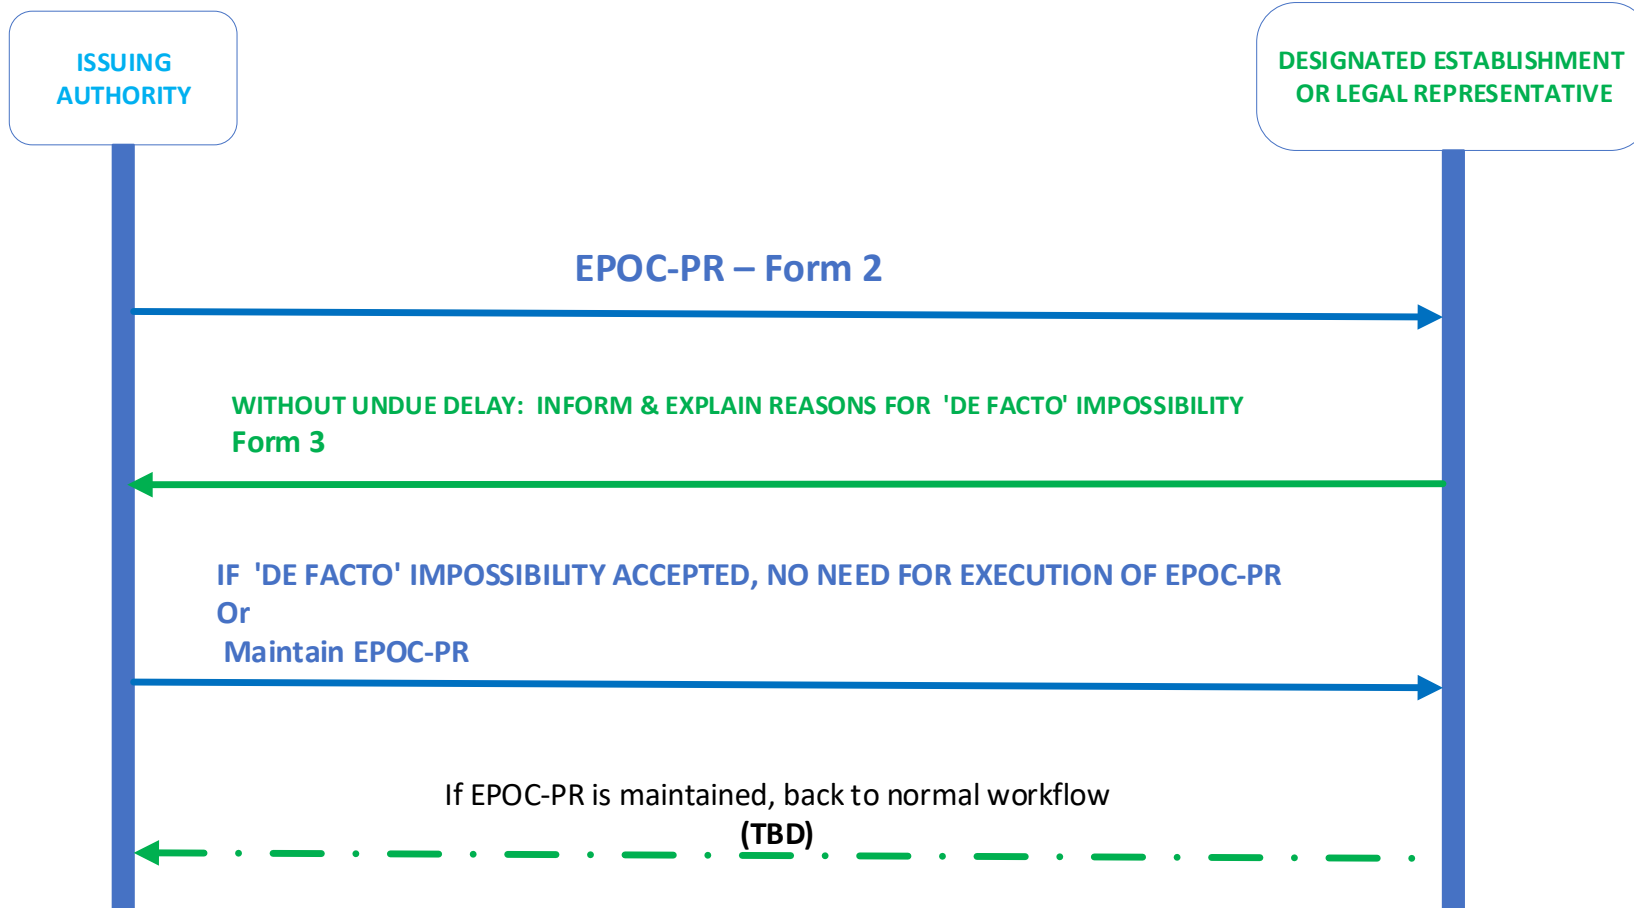 ISSUING
AUTHORITY
DESIGNATED ESTABLISHMENT
OR LEGAL REPRESENTATIVE
EPOC-PR – Form 2
WITHOUT UNDUE DELAY: INFORM & EXPLAIN REASONS FOR 'DE FACTO' IMPOSSIBILITY
Form 3
IF 'DE FACTO' IMPOSSIBILITY ACCEPTED, NO NEED FOR EXECUTION OF EPOC-PR
Or
Maintain EPOC-PR
If EPOC-PR is maintained, back to normal workflow
(TBD)